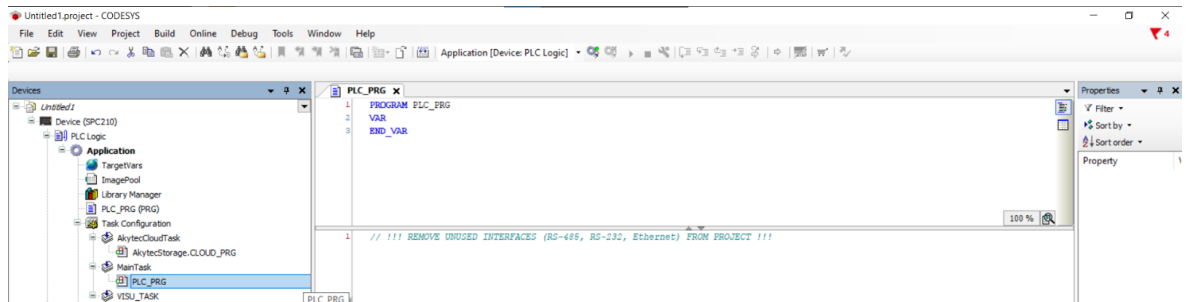 Untitled1.project - CODESYS
File Edit View Project Build Online Debug Tools Window Help
4
Application [Device: PLC Logic]
Devices
Untitled1
Device (SPC210)
PLC Logic
Application
TargetVars
ImagePool
Library Manager
PLC_PRG (PRG)
Task Configuration
AkytecCloudTask
AkytecStorage.CLOUD_PRG
MainTask
PLC_PRG
VISU_TASK
PLC_PRG
PLC_PRG
1 PROGRAM PLC_PRG
2 VAR
3 END_VAR
100 %
1 // !!! REMOVE UNUSED INTERFACES (RS-485, RS-232, Ethernet) FROM PROJECT !!!
Properties
Filter
Sort by
Sort order
Property